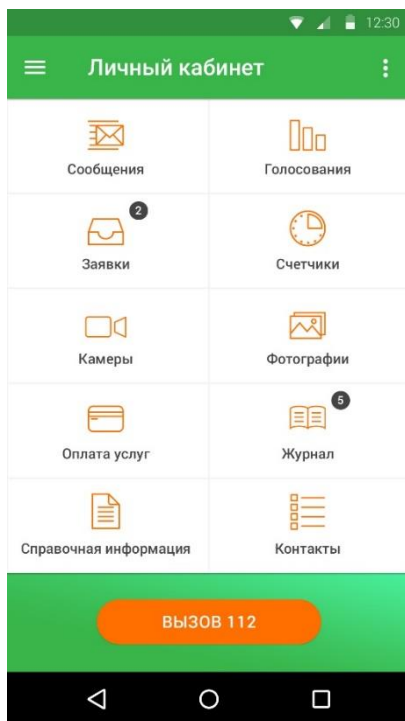 12:30
Личный кабинет
Сообщения
Голосования
2
Заявки
Счетчики
Камеры
Фотографии
5
Оплата услуг
Журнал
Справочная информация
Контакты
ВЫЗОВ 112